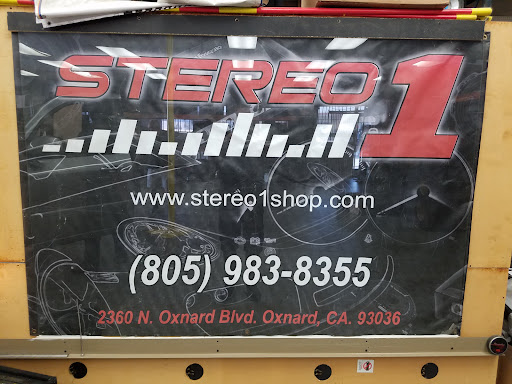 STEREO 1
www.stereo1shop.com
(805) 983-8355
2360 N. Oxnard Blvd. Oxnard, CA. 93036